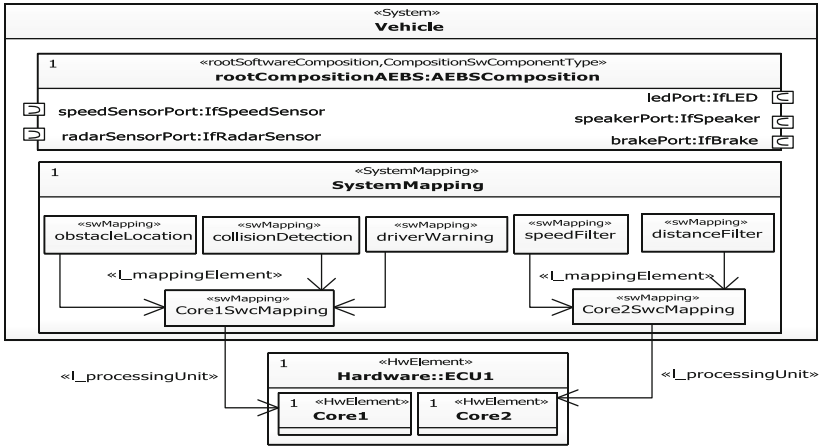 «System»
Vehicle
1
«rootSoftwareComposition,CompositionSwComponentType»
rootCompositionAEBS:AEBSComposition
speedSensorPort:IfSpeedSensor
radarSensorPort:IfRadarSensor
ledPort:IfLED
speakerPort:IfSpeaker
brakePort:IfBrake
1
«SystemMapping»
SystemMapping
«swMapping»
obstacleLocation
«swMapping»
collisionDetection
«swMapping»
driverWarning
«swMapping»
speedFilter
«swMapping»
distanceFilter
«l_mappingElement»
«l_mappingElement»
«swMapping»
Core1SwcMapping
«swMapping»
Core2SwcMapping
«l_processingUnit»
«l_processingUnit»
1
«HwElement»
Hardware::ECU1
1
«HwElement»
Core1
1
«HwElement»
Core2